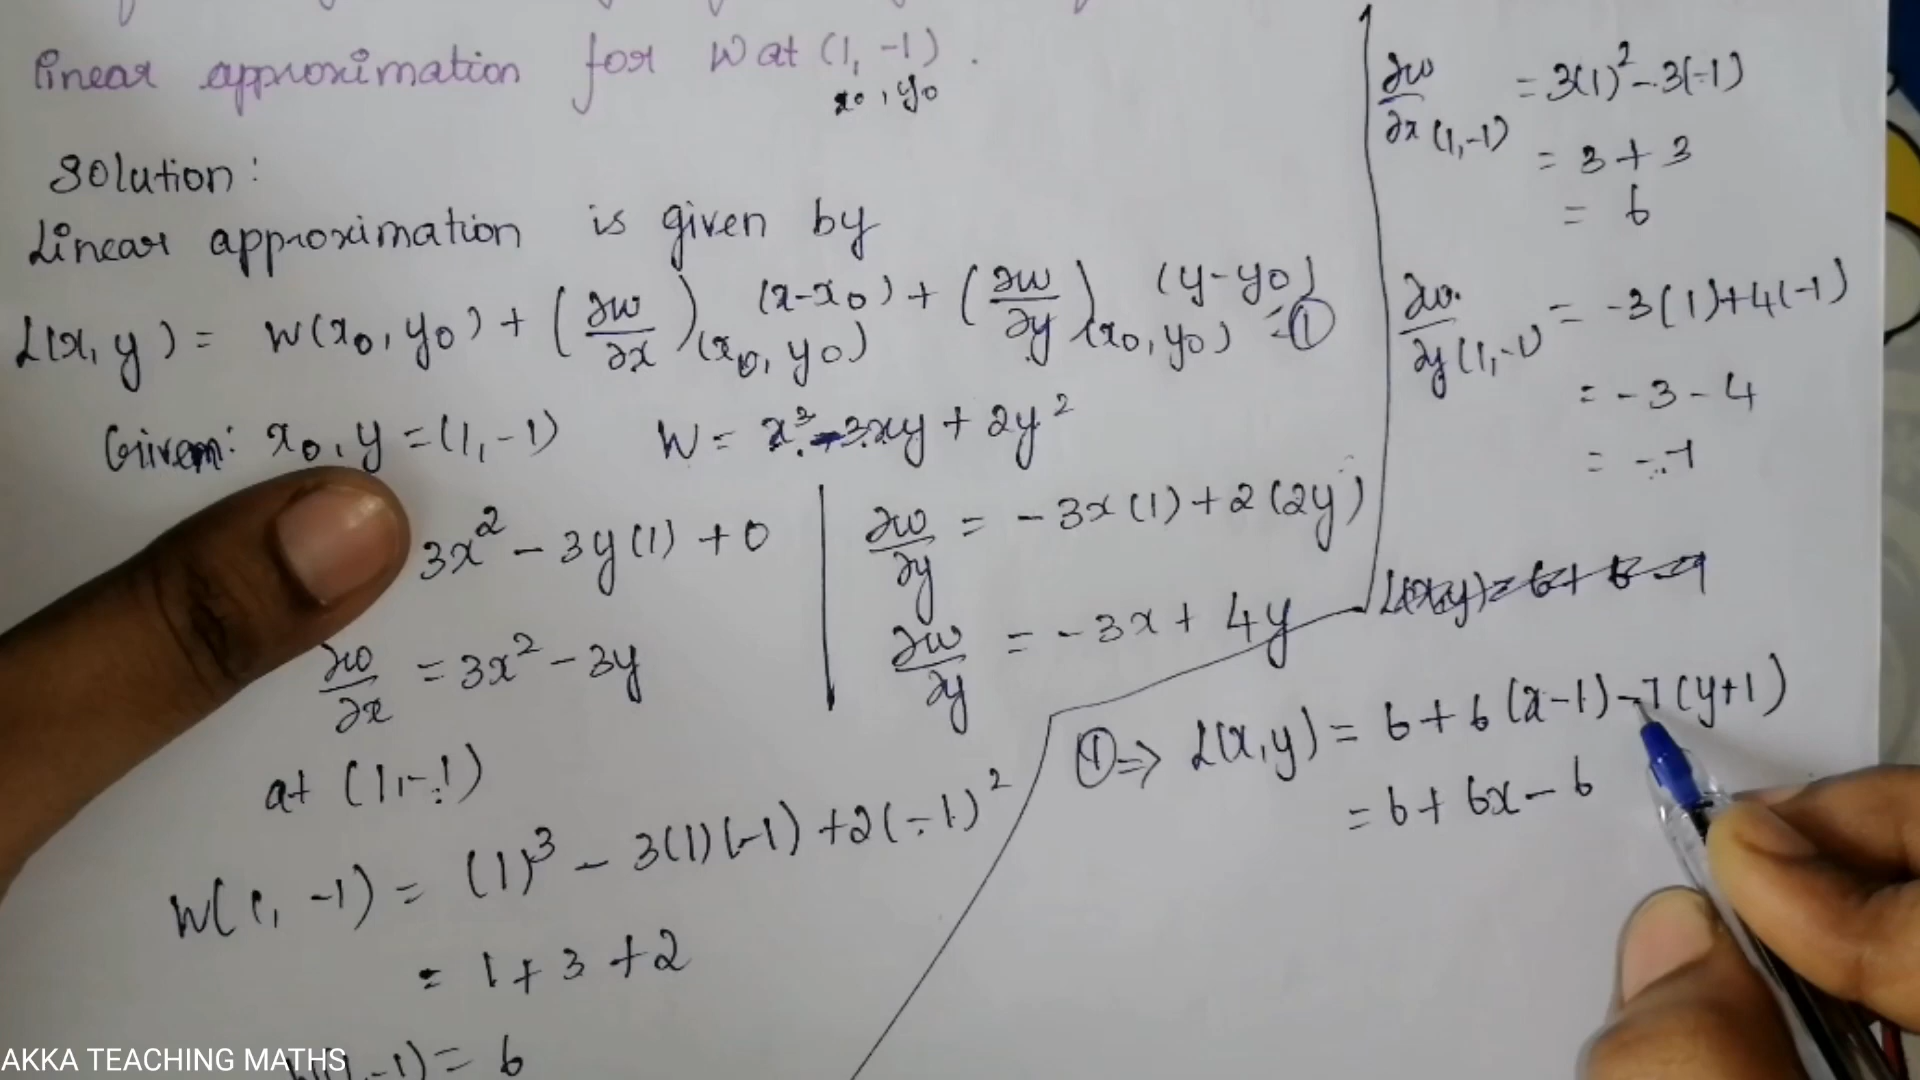 linear approximation for W at (1, -1).
x0, y0
Solution:
Linear approximation is given by
L(x, y) = W(x0, y0) + (∂w/∂x)(x0, y0) (x-x0) + (∂w/∂y)(x0, y0) (y-y0) ①
Given: x0, y = (1, -1) W = x³ - 3xy + 2y²
3x² - 3y(1) + 0
∂w/∂x = 3x² - 3y
∂w/∂y = -3x(1) + 2(2y)
∂w/∂y = -3x + 4y
at (1, -1)
W(1, -1) = (1)³ - 3(1)(-1) + 2(-1)²
= 1 + 3 + 2
W(1, -1) = 6
∂w/∂x (1,-1) = 3(1)² - 3(-1)
= 3 + 3
= 6
∂w/∂y (1,-1) = -3(1) + 4(-1)
= -3 - 4
= -7
① => L(x, y) = 6 + 6(x-1) - 7(y+1)
= 6 + 6x - 6
AKKA TEACHING MATHS